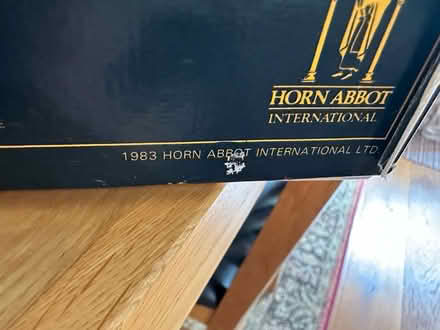 HORN ABBOT
INTERNATIONAL
1983 HORN ABBOT INTERNATIONAL LTD.